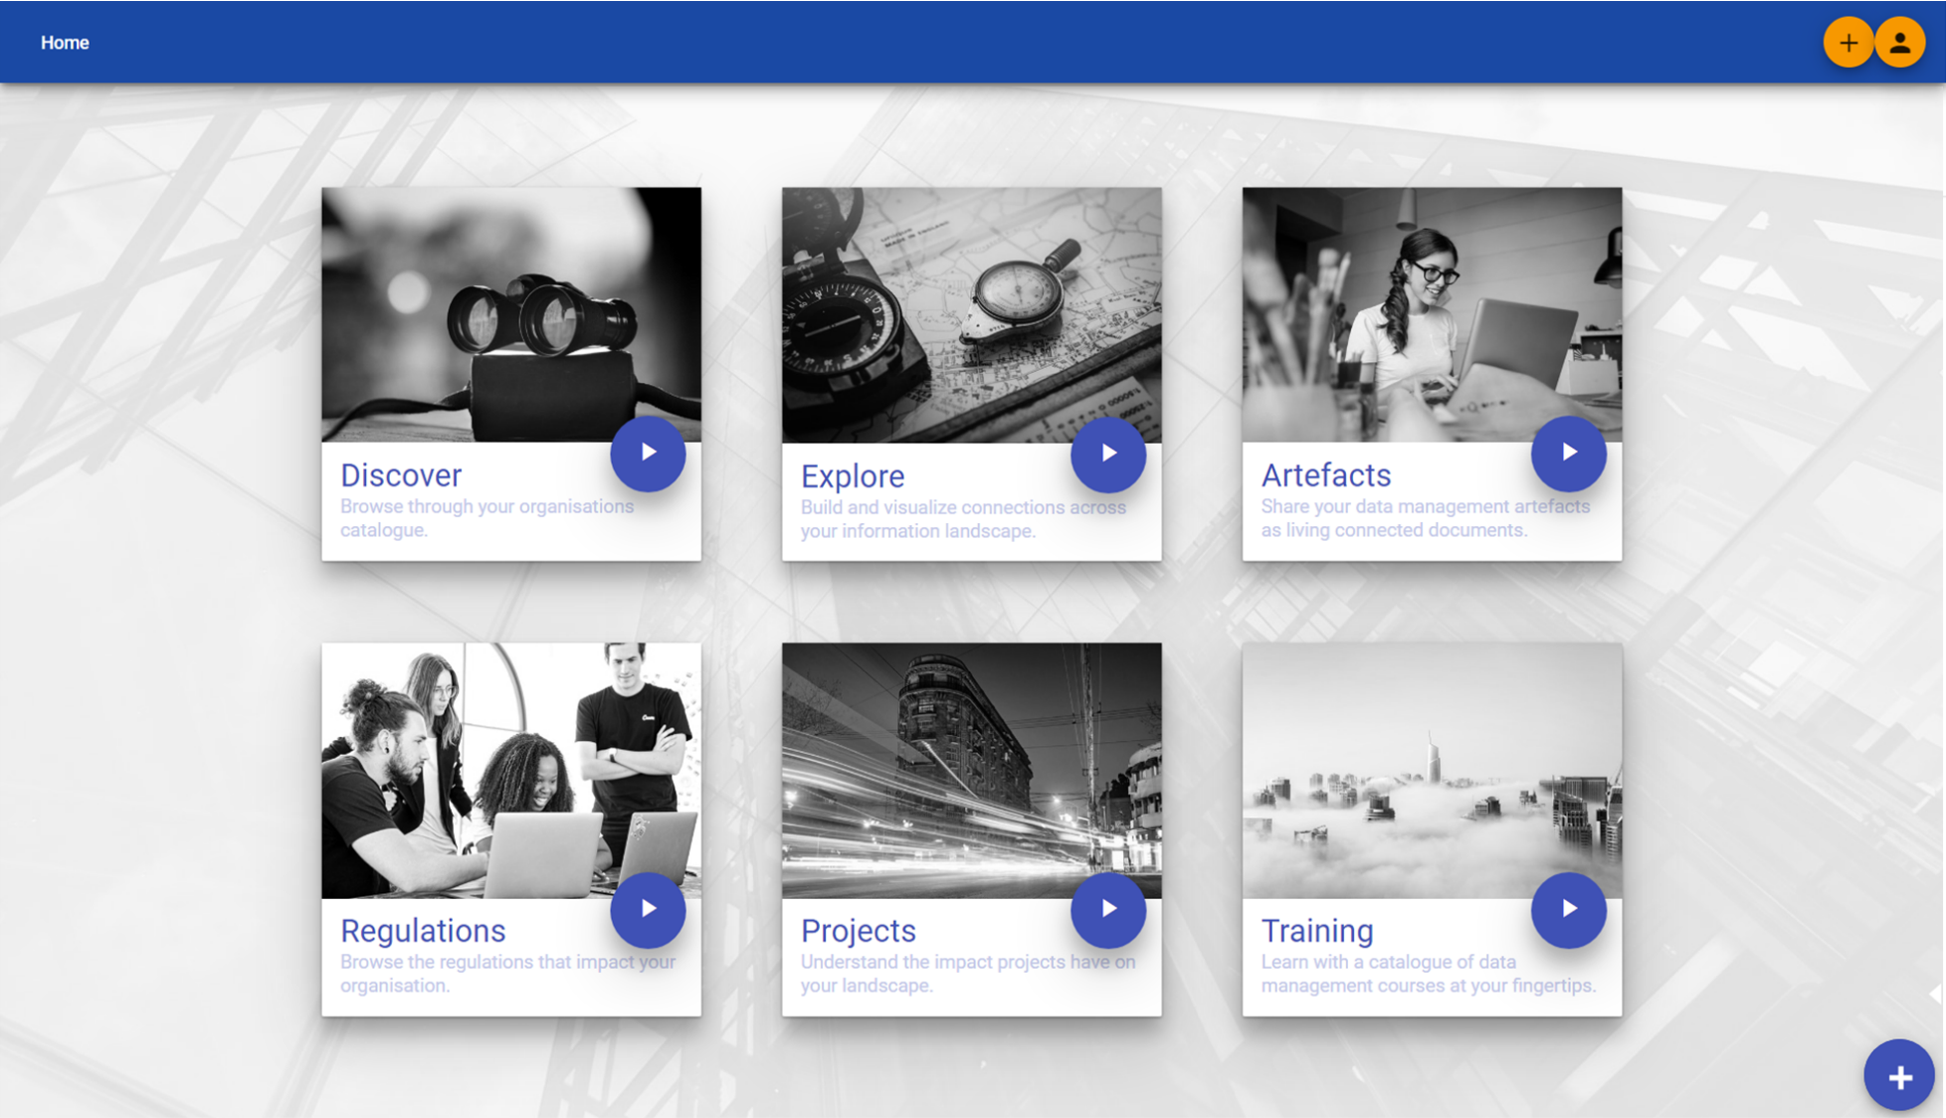 Home
Discover
Browse through your organisations
catalogue.
Explore
Build and visualize connections across
your information landscape.
Artefacts
Share your data management artefacts
as living connected documents.
Regulations
Browse the regulations that impact your
organisation.
Projects
Understand the impact projects have on
your landscape.
Training
Learn with a catalogue of data
management courses at your fingertips.